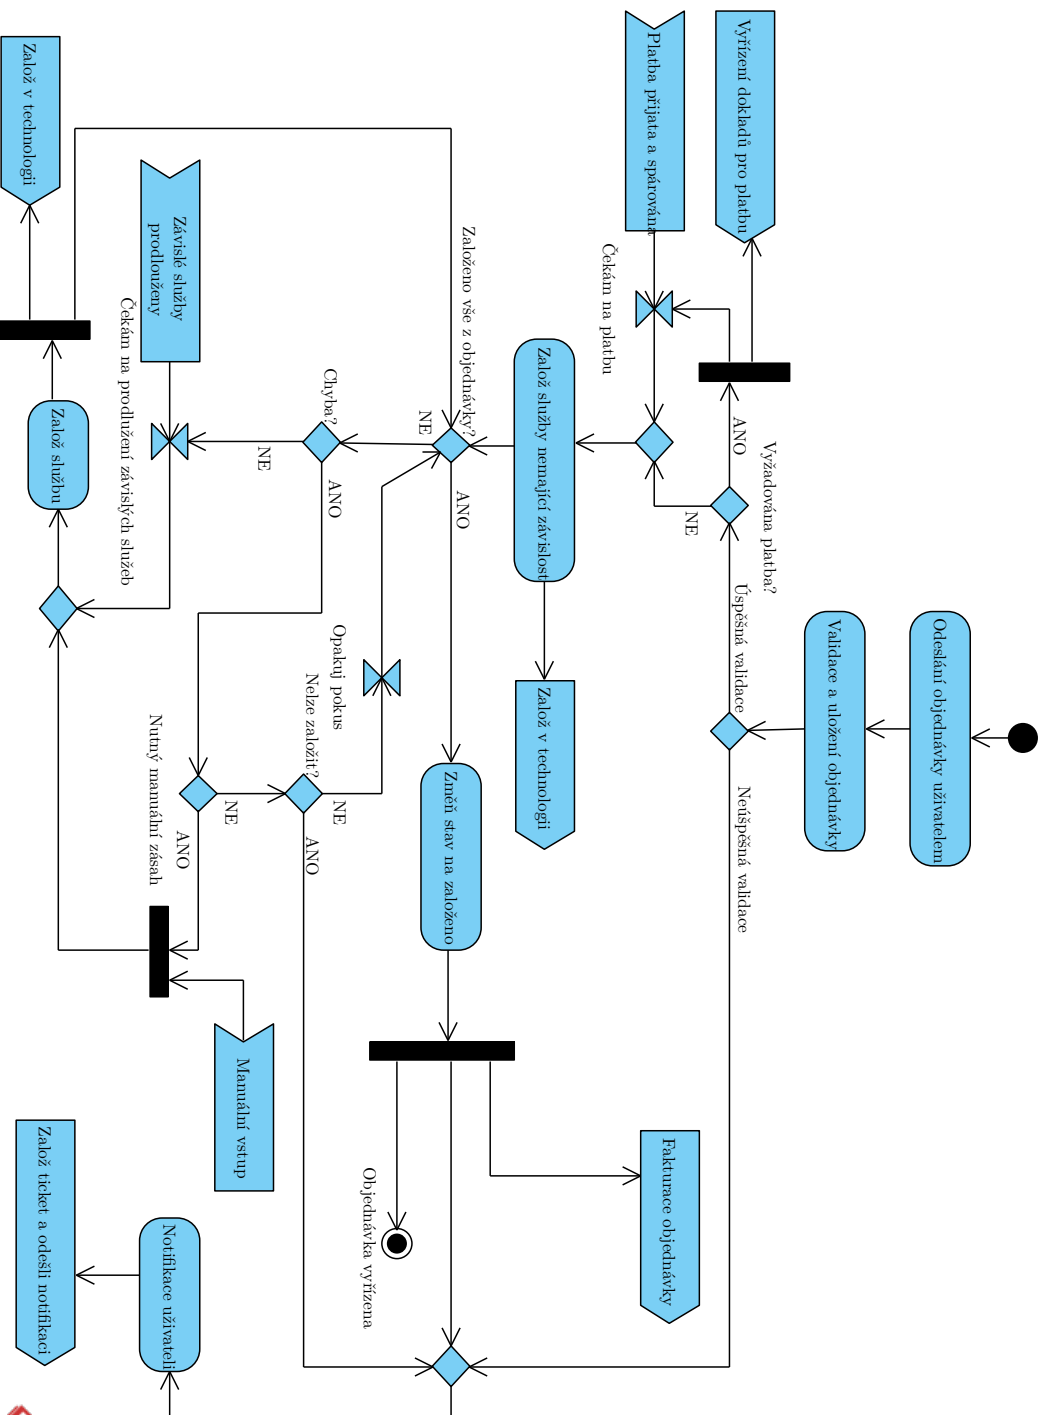 Odeslání objednávky uživatelem
Validace a uložení objednávky
Vyžadována platba?
Úspěšná validace
Neúšpěšná validace
Vyřízení dokladů pro platbu
ANO
NE
Platba přijata a spárována
Čekám na platbu
Fakturace objednávky
Založ služby nemající závislost
Založ v technologii
Založeno vše z objednávky?
ANO
NE
Změň stav na založeno
Objednávka vyřízena
Chyba?
ANO
NE
Opakuj pokus
Nelze založit?
NE
ANO
Závislé služby
prodlouženy
Čekám na prodlužení závislých služeb
NE
ANO
Nutný manuální zásah
Manuální vstup
Notifikace uživateli
Založ službu
Založ v technologii
Založ ticket a odešli notifikaci